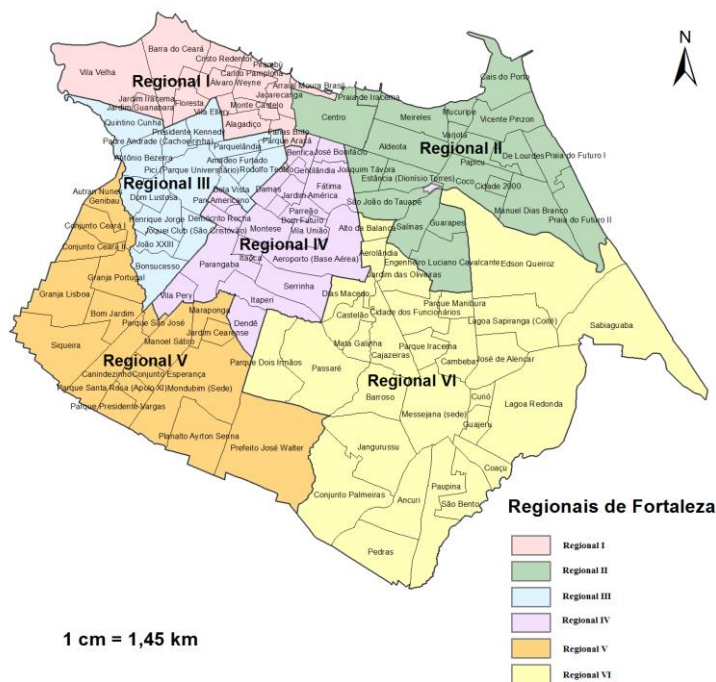 N
Barra do Ceará
Vila Velha
Cristo Redentor
Pirambú
Carlito Pamplona
Regional I
Álvaro Weyne
Arraial Moura Brasil
Jacarecanga
Jardim Iracema
Floresta
Jardim Guanabara
Monte Castelo
Vila Ellery
Alagadiço
Farias Brito
Parque Araxá
Quintino Cunha
Presidente Kennedy
Padre Andrade (Cachoeirinha)
Parquelândia
Antônio Bezerra
Amadeo Furtado
Pici (Parque Universitário)
Rodolfo Teófilo
Bela Vista
Regional III
Dom Lustosa
Pan Americano
Henrique Jorge
Jóquei Club (São Cristóvão)
João XXIII
Bonsucesso
Autran Nunes
Genibau
Cais do Porto
Praia de Iracema
Centro
Meireles
Mucuripe
Vicente Pinzon
Varjota
Aldeota
Regional II
Papicu
De Lourdes
Praia do Futuro I
Joaquim Távora
Estância (Dionísio Torres)
Coco
Cidade 2000
São João do Tauape
Manuel Dias Branco
Praia do Futuro II
Salinas
Guarapes
Engenheiro Luciano Cavalcante
Benfica
José Bonifácio
Gentilândia
Damas
Fátima
Jardim América
Parreão
Bom Futuro
Demócrito Rocha
Montese
Vila União
Regional IV
Itaoca
Parangaba
Aeroporto (Base Aérea)
Serrinha
Vila Pery
Itaperi
Dendê
Alto da Balança
Aerolândia
Jardim das Oliveiras
Edson Queiroz
Dias Macedo
Parque Manibura
Castelão
Cidade dos Funcionários
Lagoa Sapiranga (Coité)
Sabiaguaba
Mata Galinha
Parque Iracema
Cajazeiras
Cambeba
José de Alencar
Parque Dois Irmãos
Passaré
Regional VI
Barroso
Curió
Lagoa Redonda
Messejana (sede)
Guajeru
Jangurussu
Coaçu
Paupina
Conjunto Palmeiras
Ancuri
São Bento
Pedras
Conjunto Ceará I
Conjunto Ceará II
Granja Portugal
Granja Lisboa
Bom Jardim
Maraponga
Parque São José
Siqueira
Manoel Sátiro
Jardim Cearense
Regional V
Canindezinho
Conjunto Esperança
Parque Santa Rosa (Apolo XI)
Mondubim (Sede)
Parque Presidente Vargas
Planalto Ayrton Senna
Prefeito José Walter
Regionais de Fortaleza
Regional I
Regional II
Regional III
Regional IV
Regional V
Regional VI
1 cm = 1,45 km